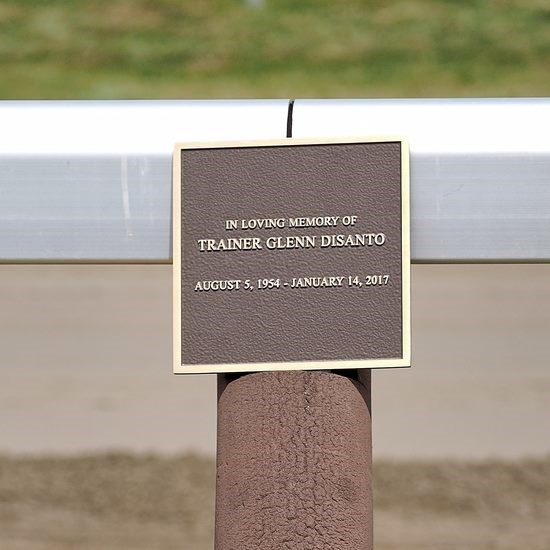 IN LOVING MEMORY OF
TRAINER GLENN DISANTO
AUGUST 5, 1954 - JANUARY 14, 2017